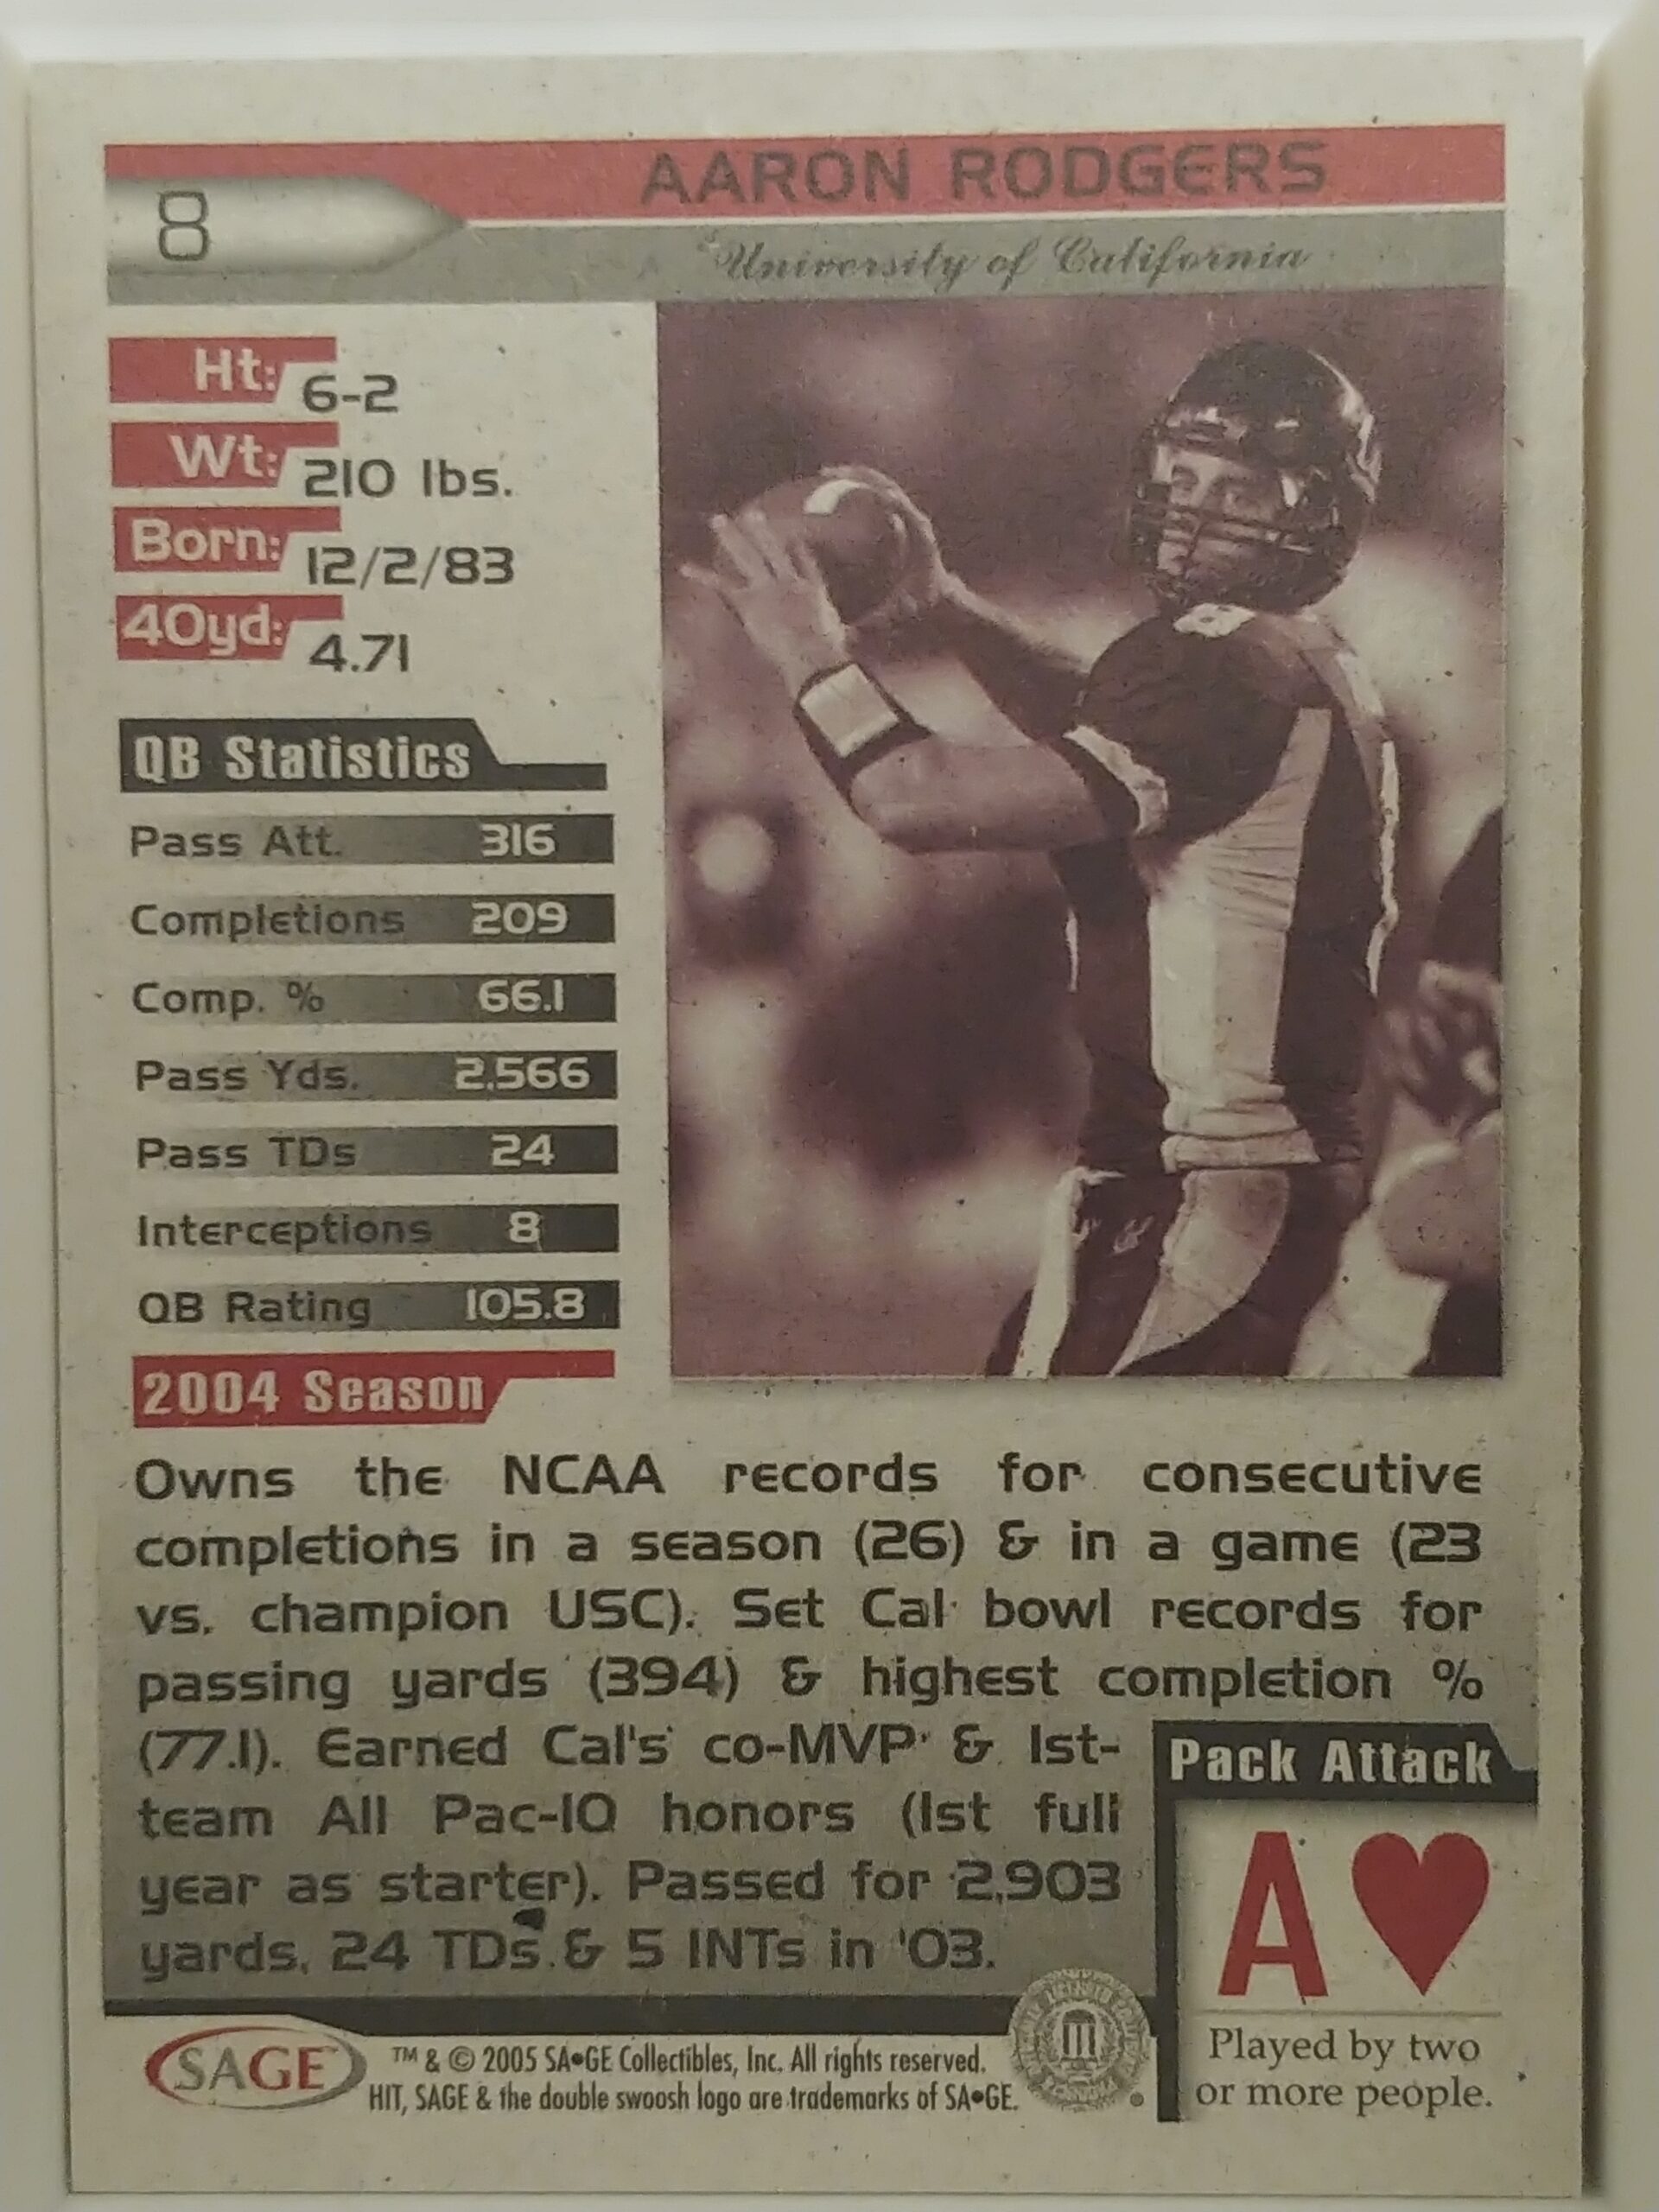 AARON RODGERS
8
University of California
Ht: 6-2
Wt: 210 lbs.
Born: 12/2/83
40yd: 4.71
QB Statistics
Pass Att. 316
Completions 209
Comp. % 66.1
Pass Yds. 2,566
Pass TDs 24
Interceptions 8
QB Rating 105.8
2004 Season
Owns the NCAA records for consecutive
completions in a season (26) & in a game (23
vs. champion USC). Set Cal bowl records for
passing yards (394) & highest completion %
(77.1). Earned Cal's co-MVP & 1st-
team All Pac-10 honors (1st full
year as starter). Passed for 2,903
yards, 24 TDs & 5 INTs in '03.
Pack Attack
A♥
Played by two
or more people.
SAGE™
™ & © 2005 SA•GE Collectibles, Inc. All rights reserved.
HIT, SAGE & the double swoosh logo are trademarks of SA•GE.